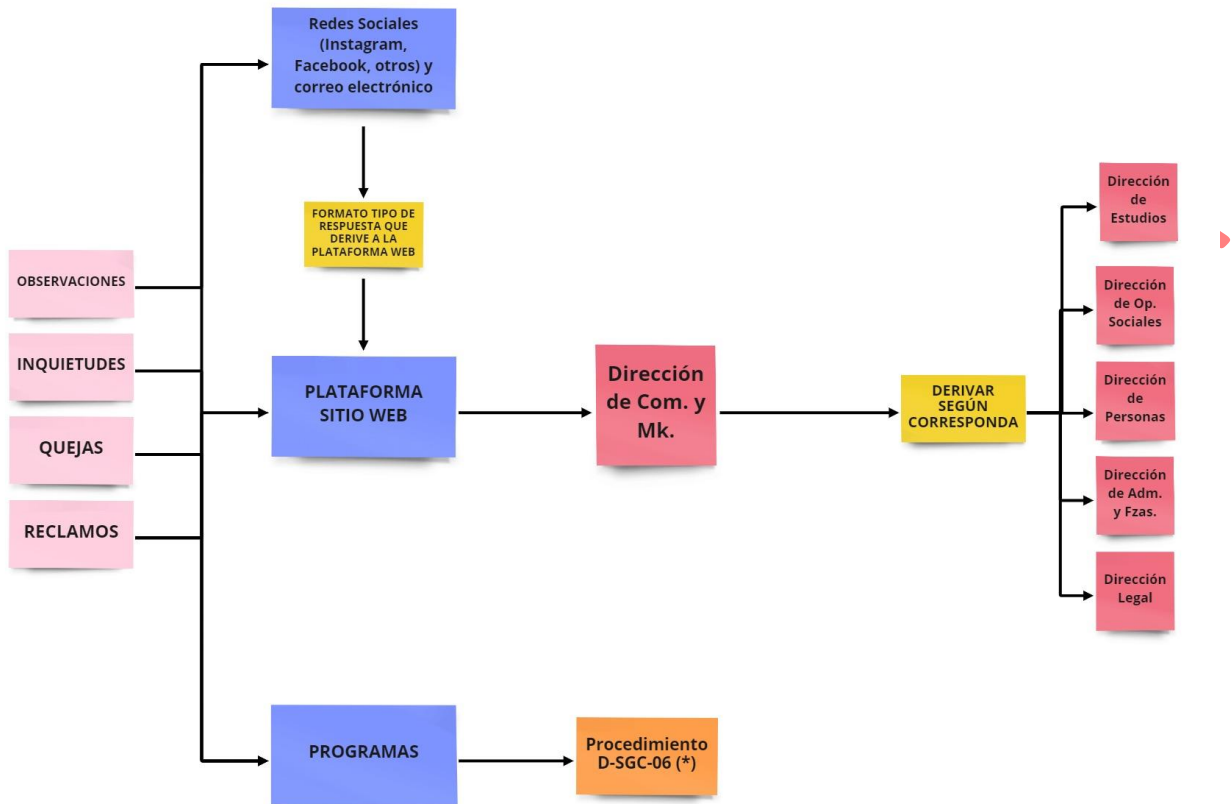 Redes Sociales
(Instagram,
Facebook, otros) y
correo electrónico
FORMATO TIPO DE
RESPUESTA QUE
DERIVE A LA
PLATAFORMA WEB
OBSERVACIONES
INQUIETUDES
QUEJAS
RECLAMOS
PLATAFORMA
SITIO WEB
Dirección
de Com. y
Mk.
DERIVAR
SEGÚN
CORRESPONDA
Dirección
de
Estudios
Dirección
de Op.
Sociales
Dirección
de
Personas
Dirección
de Adm.
y Fzas.
Dirección
Legal
PROGRAMAS
Procedimiento
D-SGC-06 (*)